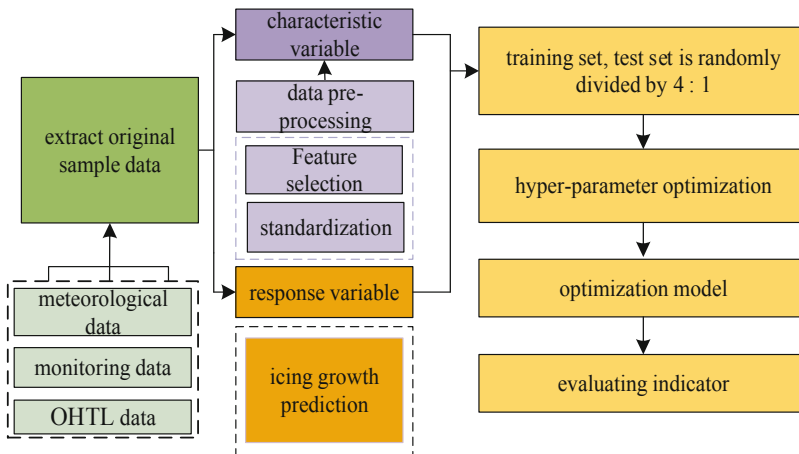 extract original
sample data
meteorological
data
monitoring data
OHTL data
characteristic
variable
data pre-
processing
Feature
selection
standardization
response variable
icing growth
prediction
training set, test set is randomly
divided by 4 : 1
hyper-parameter optimization
optimization model
evaluating indicator